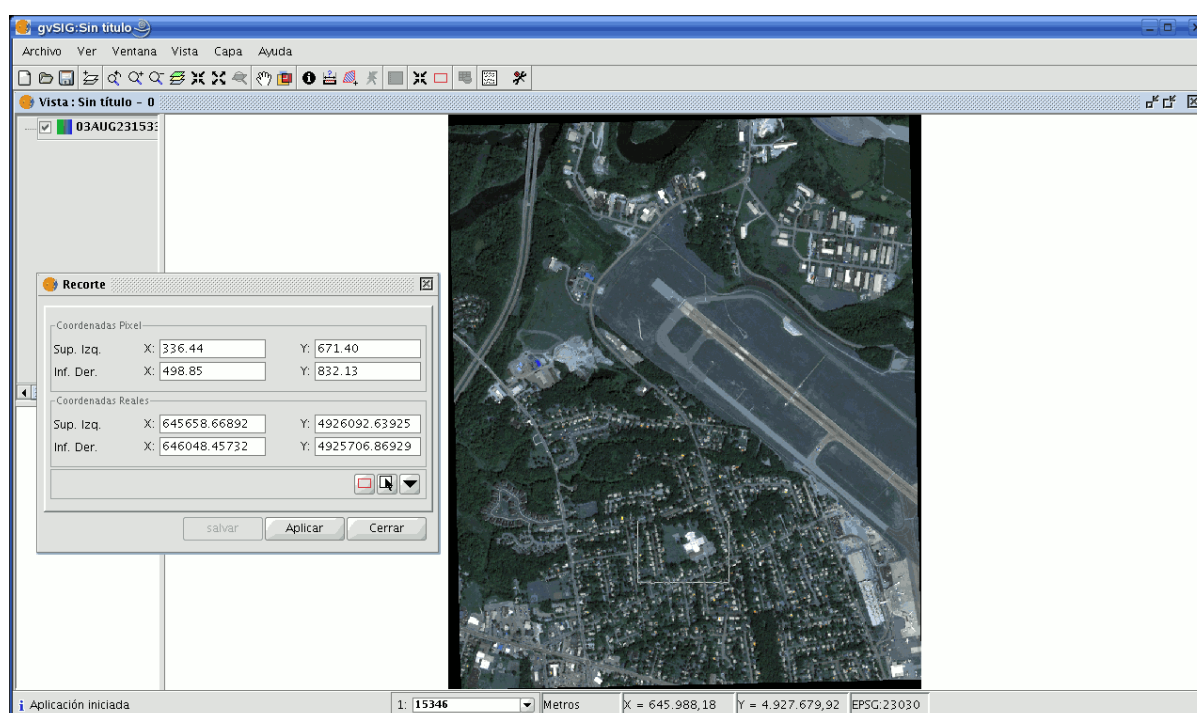 gvSIG:Sin titulo
Archivo Ver Ventana Vista Capa Ayuda
Vista : Sin título - 0
03AUG23153
Recorte
Coordenadas Pixel
Sup. Izq. X: 336.44 Y: 671.40
Inf. Der. X: 498.85 Y: 832.13
Coordenadas Reales
Sup. Izq. X: 645658.66892 Y: 4926092.63925
Inf. Der. X: 646048.45732 Y: 4925706.86929
salvar Aplicar Cerrar
Aplicación iniciada 1: 15346 Metros X = 645.988,18 Y = 4.927.679,92 EPSG:23030